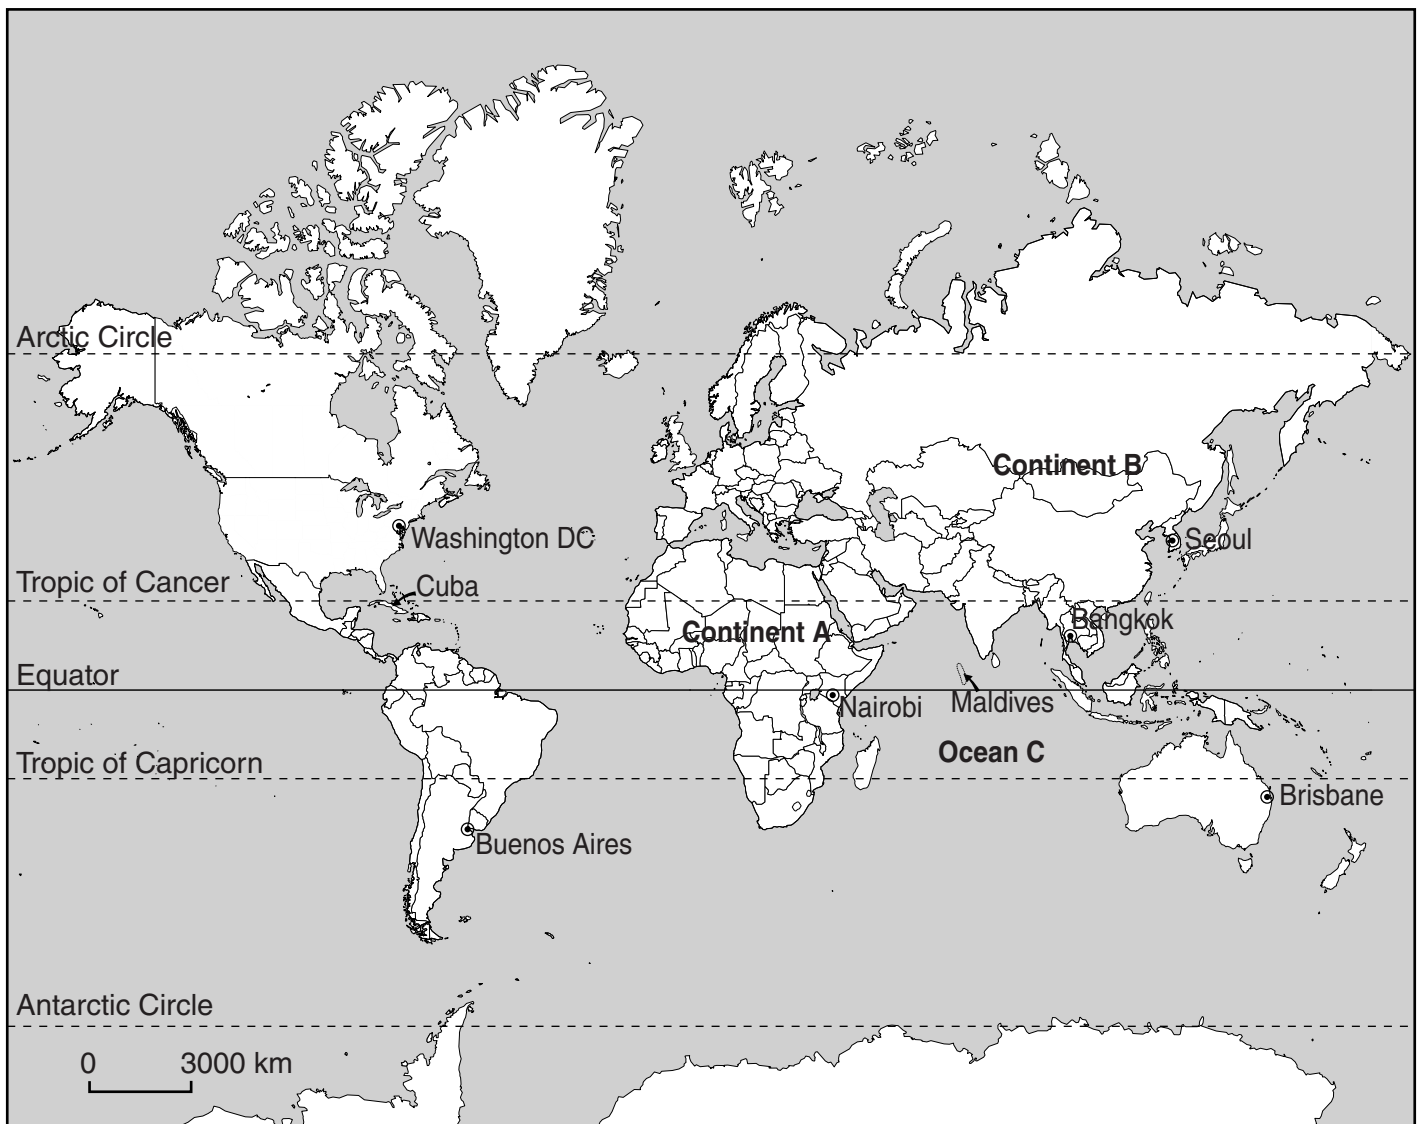 Arctic Circle
Continent B
Washington DC
Seoul
Tropic of Cancer
Cuba
Bangkok
Continent A
Equator
Nairobi
Maldives
Ocean C
Tropic of Capricorn
Brisbane
Buenos Aires
Antarctic Circle
0 3000 km